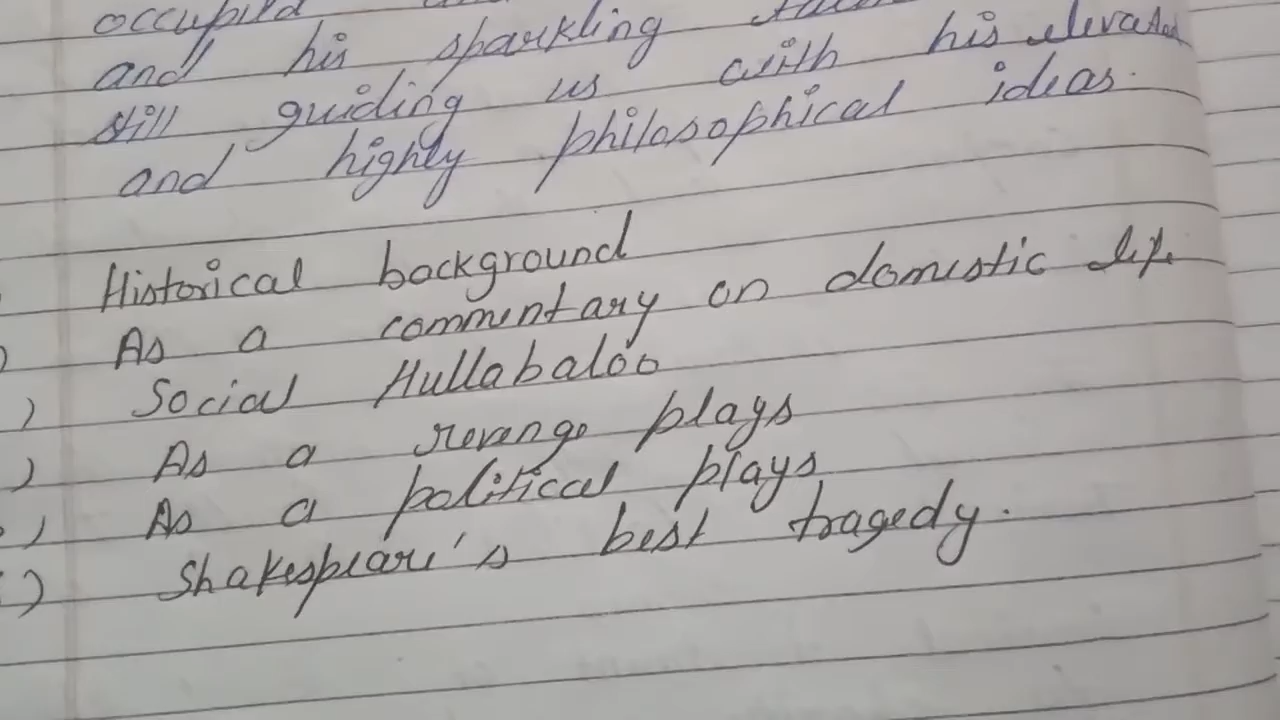 occupied
and his sparkling
still guiding us with his elevated
and highly philosophical ideas.
Historical background
) As a commentary on domestic life
) Social Hullabaloo
) As a revenge plays
) As a political plays
) Shakespeare's best tragedy.